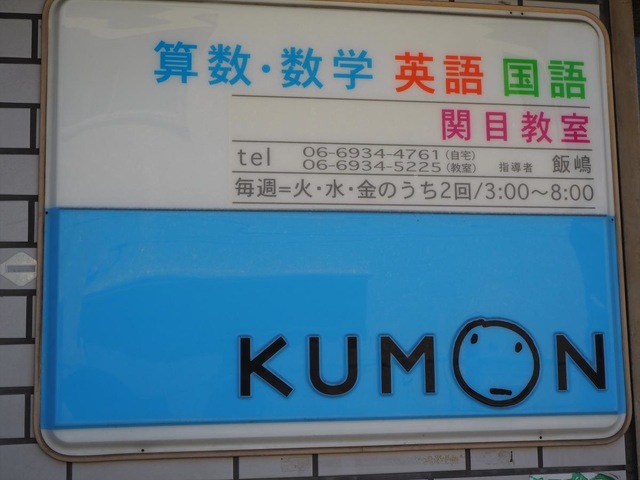 算数・数学 英語 国語
関目教室
tel 06-6934-4761(自宅)
06-6934-5225(教室) 指導者 飯嶋
毎週=火・水・金のうち2回/3:00〜8:00
KUMON